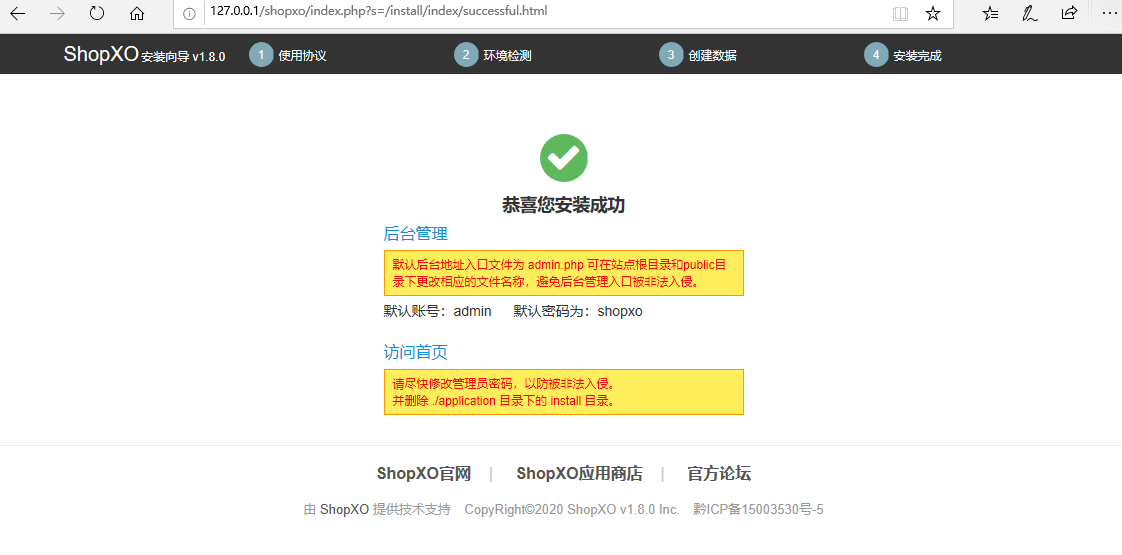 127.0.0.1/shopxo/index.php?s=/install/index/successful.html
ShopXO 安装向导 v1.8.0 1 使用协议 2 环境检测 3 创建数据 4 安装完成
恭喜您安装成功
后台管理
默认后台地址入口文件为 admin.php 可在站点根目录和public目
录下更改相应的文件名称，避免后台管理入口被非法入侵。
默认账号：admin 默认密码为：shopxo
访问首页
请尽快修改管理员密码，以防被非法入侵。
并删除 ./application 目录下的 install 目录。
ShopXO官网 | ShopXO应用商店 | 官方论坛
由 ShopXO 提供技术支持 CopyRight©2020 ShopXO v1.8.0 Inc. 黔ICP备15003530号-5